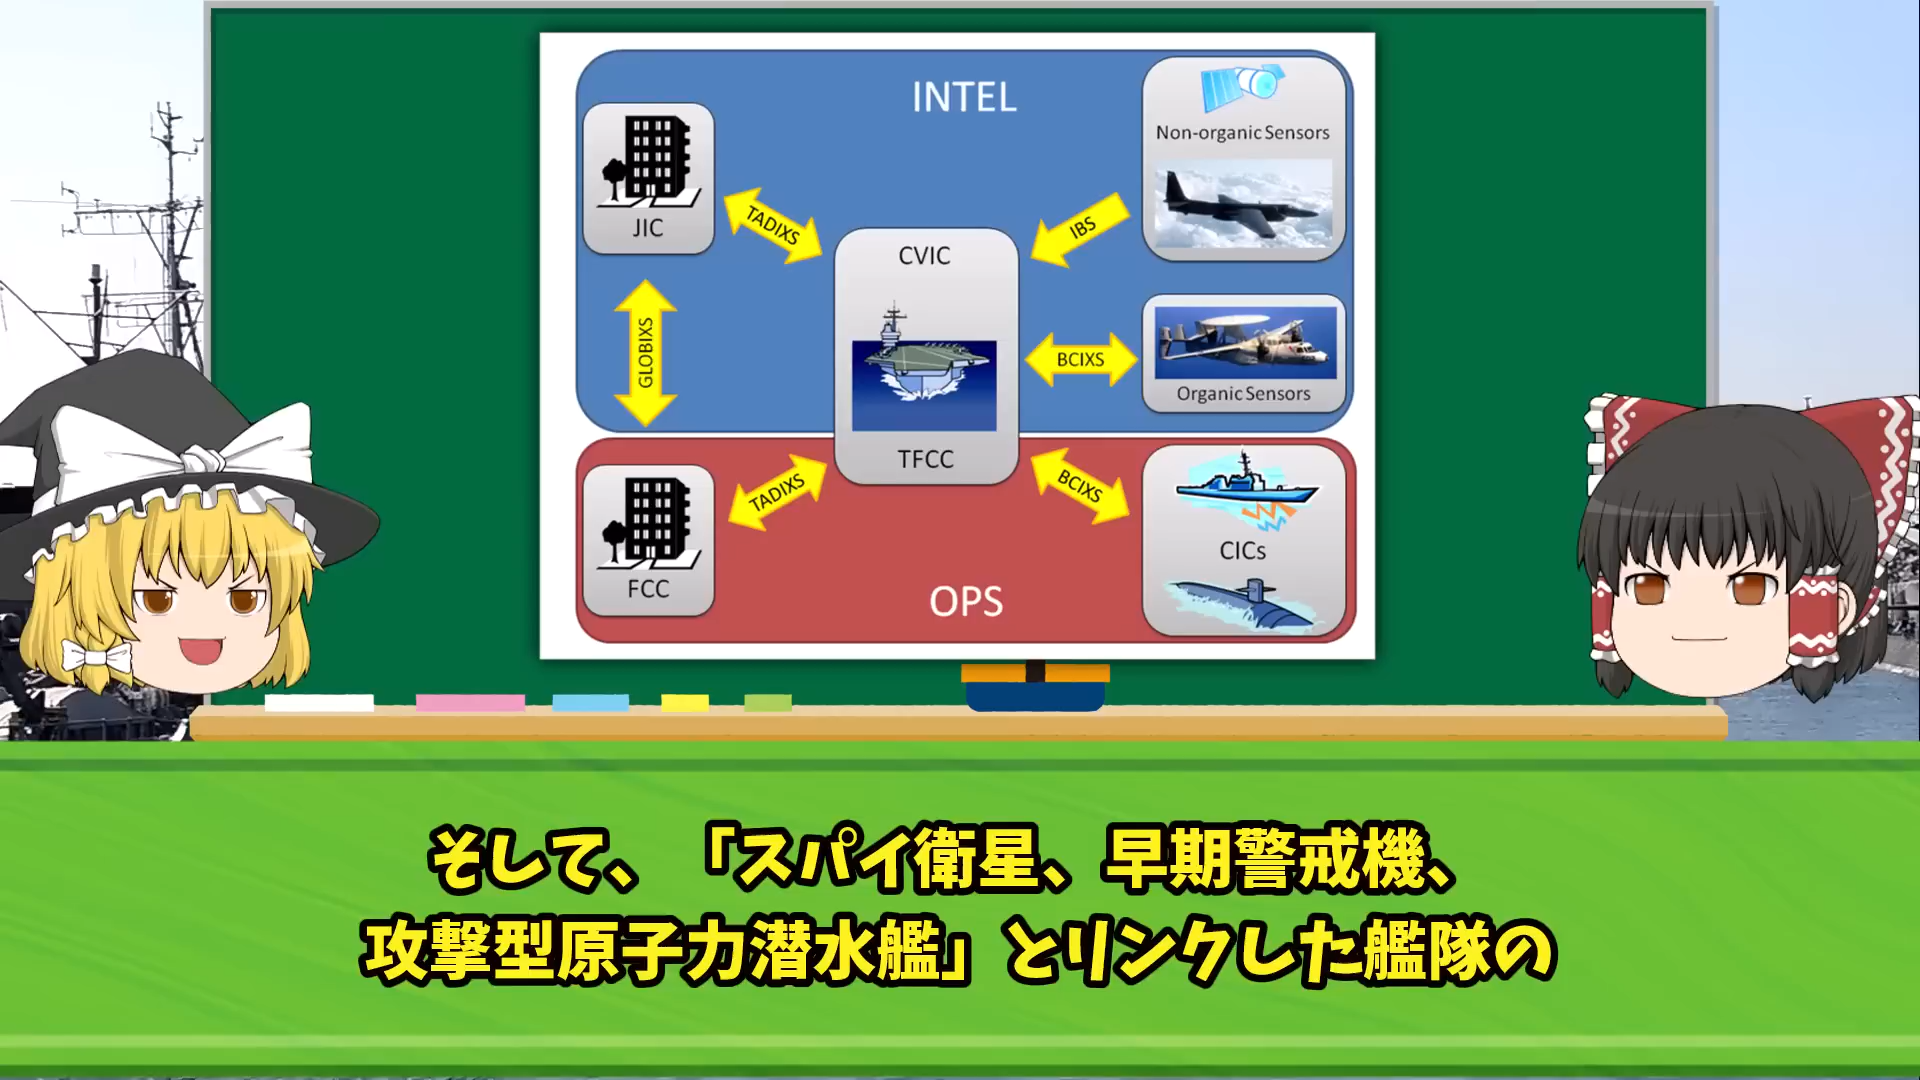 INTEL
Non-organic Sensors
JIC
TADIXS
IBS
CVIC
GLOBIXS
BCIXS
Organic Sensors
TFCC
TADIXS
BCIXS
FCC
CICs
OPS
そして、「スパイ衛星、早期警戒機、
攻撃型原子力潜水艦」とリンクした艦隊の